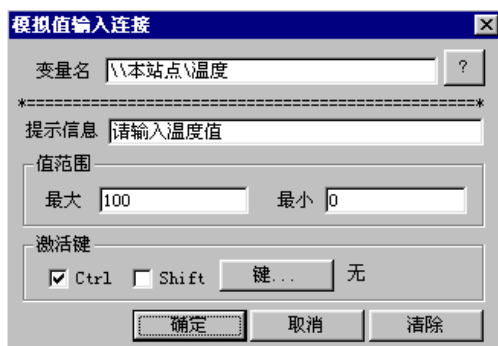 模拟值输入连接
变量名 \\本站点\温度 ?
*==================================================*
提示信息 请输入温度值
值范围
最大 100 最小 0
激活键
Ctrl Shift 键... 无
确定 取消 清除